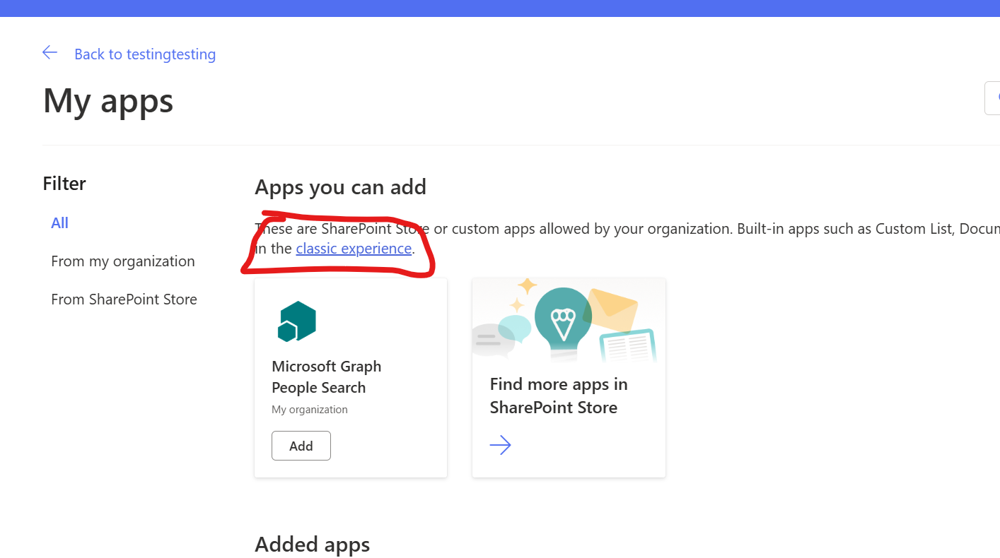 Back to testingtesting
My apps
Filter
All
From my organization
From SharePoint Store
Apps you can add
These are SharePoint Store or custom apps allowed by your organization. Built-in apps such as Custom List,
in the classic experience.
Microsoft Graph
People Search
My organization
Add
Find more apps in
SharePoint Store
Added apps